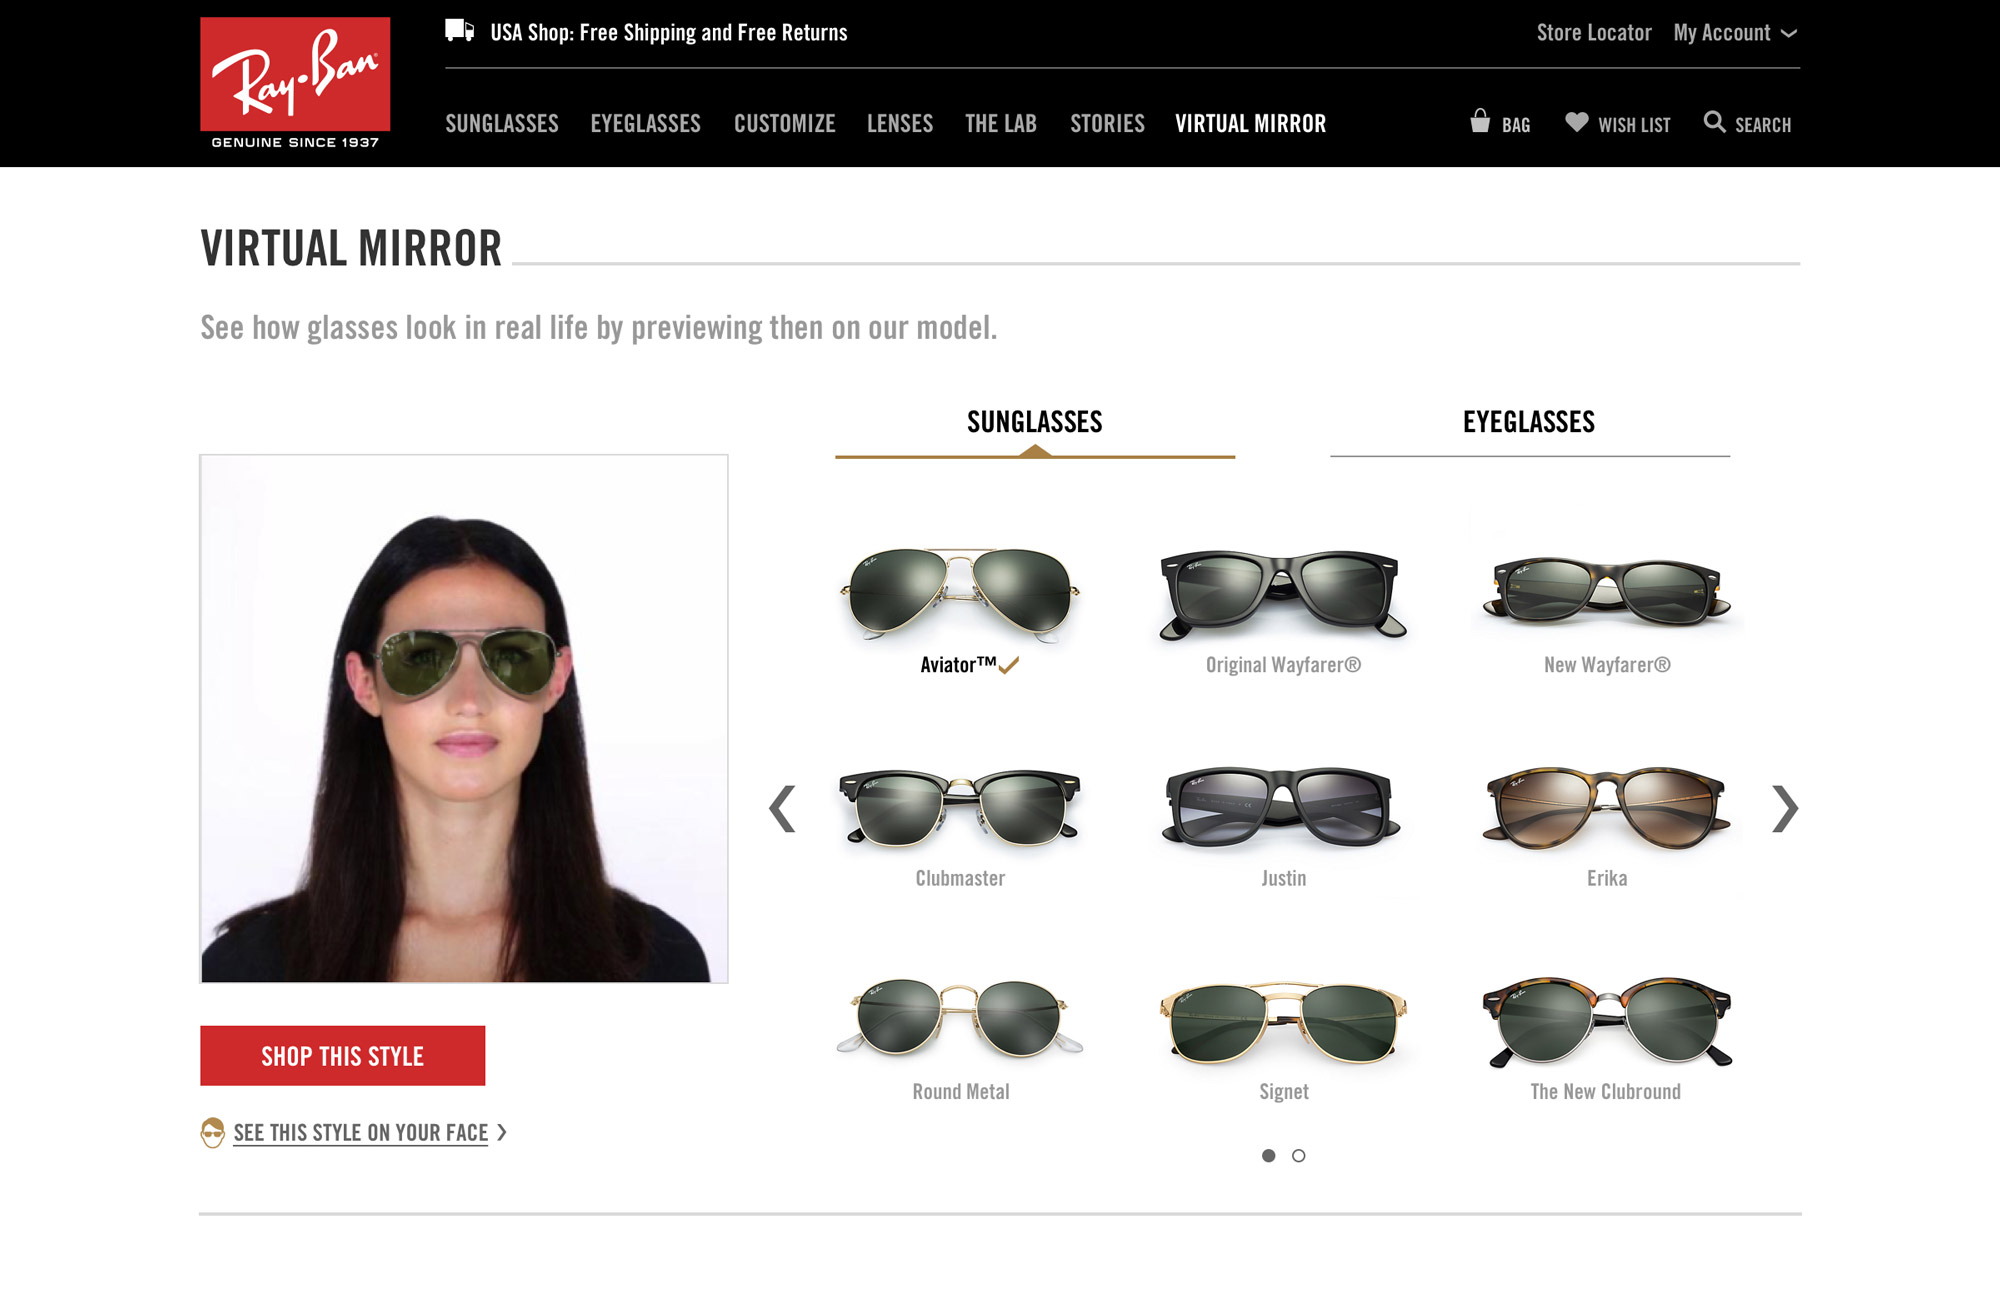 Ray-Ban
GENUINE SINCE 1937
USA Shop: Free Shipping and Free Returns
Store Locator
My Account
SUNGLASSES
EYEGLASSES
CUSTOMIZE
LENSES
THE LAB
STORIES
VIRTUAL MIRROR
BAG
WISH LIST
SEARCH
VIRTUAL MIRROR
See how glasses look in real life by previewing then on our model.
SUNGLASSES
EYEGLASSES
Aviator™
Original Wayfarer®
New Wayfarer®
Clubmaster
Justin
Erika
Round Metal
Signet
The New Clubround
SHOP THIS STYLE
SEE THIS STYLE ON YOUR FACE